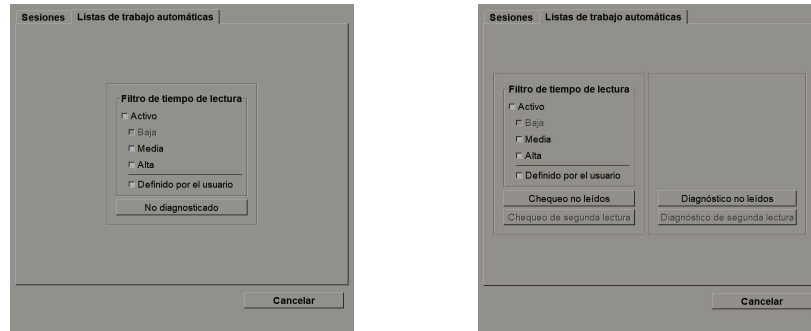 Sesiones Listas de trabajo automáticas
Filtro de tiempo de lectura
Activo
Baja
Media
Alta
Definido por el usuario
No diagnosticado
Cancelar
Sesiones Listas de trabajo automáticas
Filtro de tiempo de lectura
Activo
Baja
Media
Alta
Definido por el usuario
Chequeo no leídos Diagnóstico no leídos
Chequeo de segunda lectura Diagnóstico de segunda lectura
Cancelar